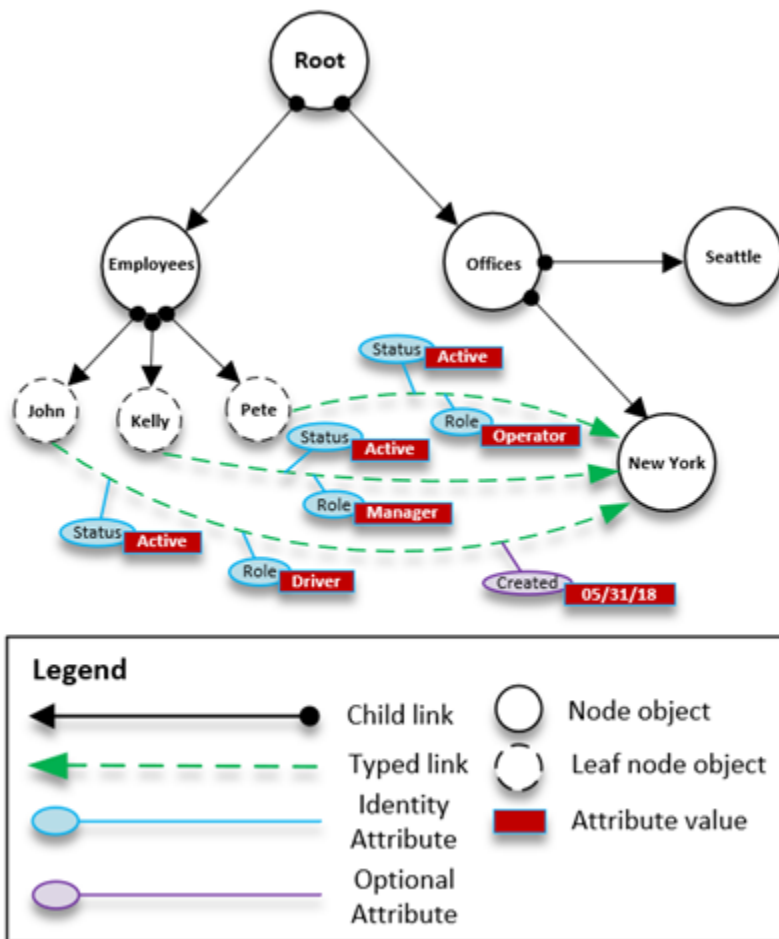 Root
Employees
Offices
Seattle
Status
Active
John
Kelly
Pete
Role
Operator
Status
Active
New York
Role
Manager
Status
Active
Role
Driver
Created
05/31/18
Legend
Child link
Node object
Typed link
Leaf node object
Identity
Attribute
Attribute value
Optional
Attribute